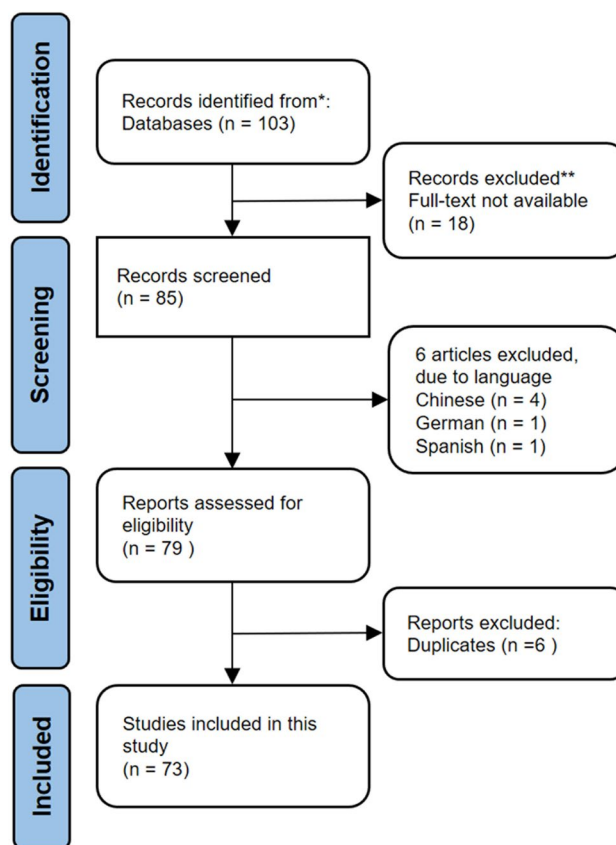 Identification
Records identified from*:
Databases (n = 103)
Records excluded**
Full-text not available
(n = 18)
Screening
Records screened
(n = 85)
6 articles excluded,
due to language
Chinese (n = 4)
German (n = 1)
Spanish (n = 1)
Eligibility
Reports assessed for
eligibility
(n = 79 )
Reports excluded:
Duplicates (n =6 )
Included
Studies included in this
study
(n = 73)